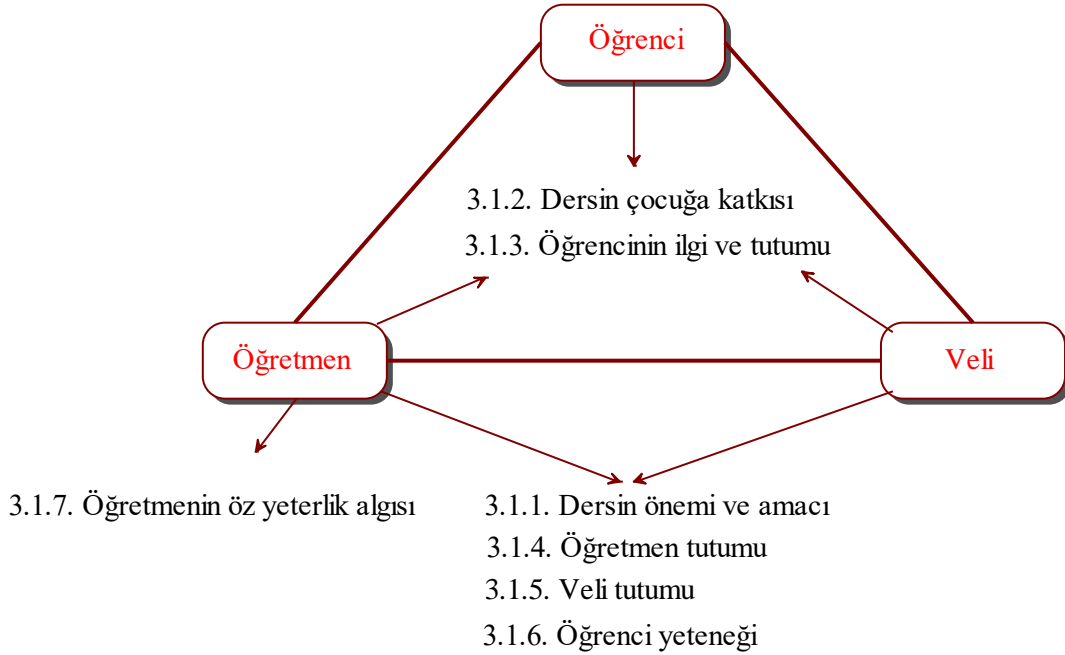 Öğrenci
3.1.2. Dersin çocuğa katkısı
3.1.3. Öğrencinin ilgi ve tutumu
Öğretmen
Veli
3.1.7. Öğretmenin öz yeterlik algısı
3.1.1. Dersin önemi ve amacı
3.1.4. Öğretmen tutumu
3.1.5. Veli tutumu
3.1.6. Öğrenci yeteneği